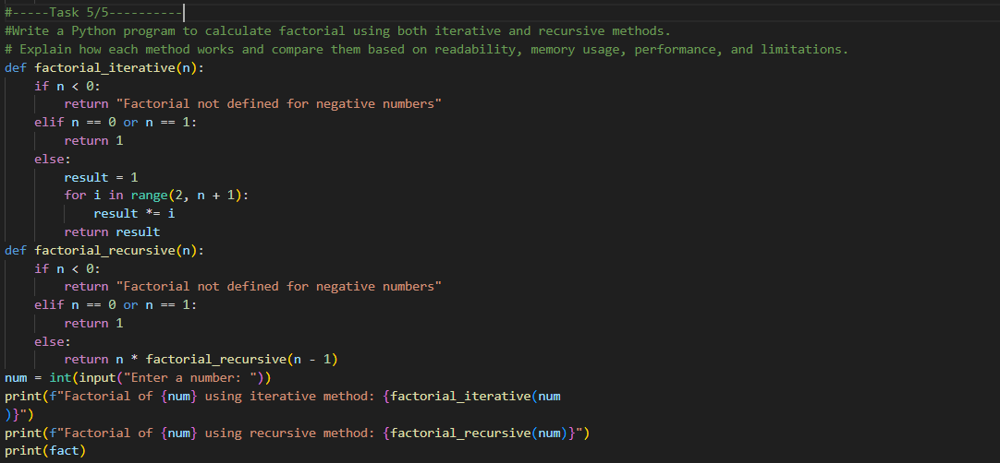 #-----Task 5/5----------
#Write a Python program to calculate factorial using both iterative and recursive methods.
# Explain how each method works and compare them based on readability, memory usage, performance, and limitations.
def factorial_iterative(n):
    if n < 0:
        return "Factorial not defined for negative numbers"
    elif n == 0 or n == 1:
        return 1
    else:
        result = 1
        for i in range(2, n + 1):
            result *= i
        return result
def factorial_recursive(n):
    if n < 0:
        return "Factorial not defined for negative numbers"
    elif n == 0 or n == 1:
        return 1
    else:
        return n * factorial_recursive(n - 1)
num = int(input("Enter a number: "))
print(f"Factorial of {num} using iterative method: {factorial_iterative(num
)}")
print(f"Factorial of {num} using recursive method: {factorial_recursive(num)}")
print(fact)